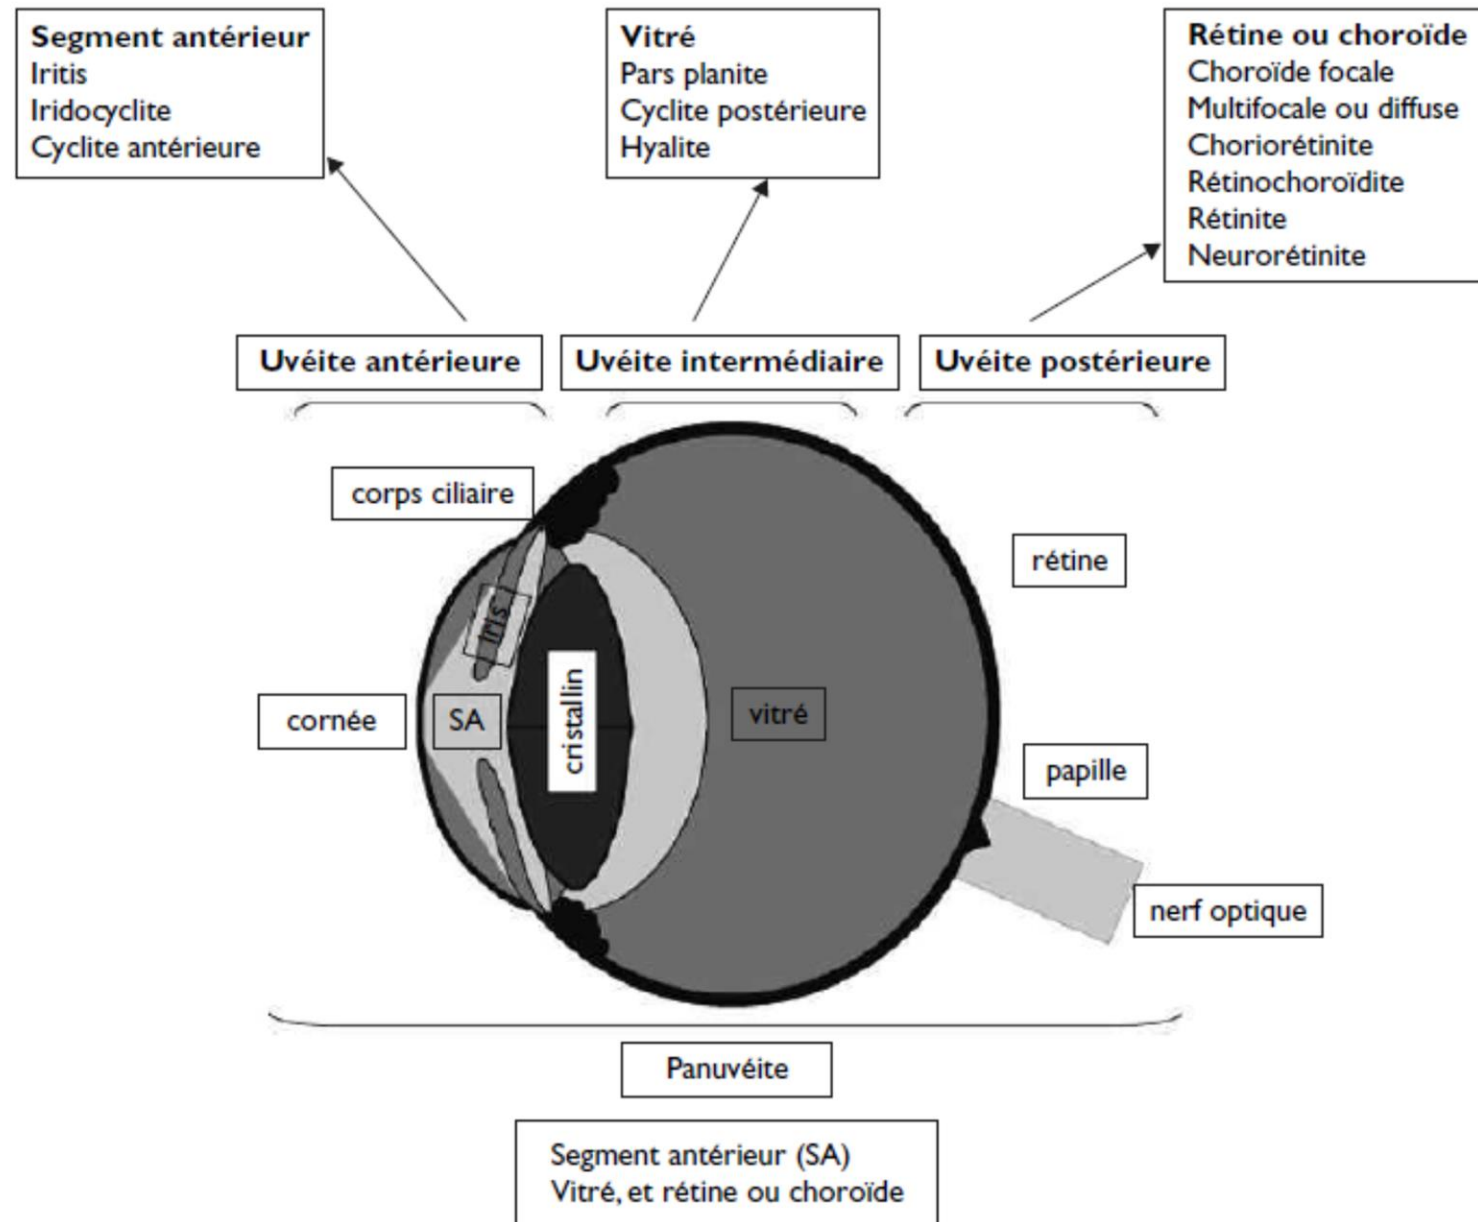 Segment antérieur
Iritis
Iridocyclite
Cyclite antérieure
Vitré
Pars planite
Cyclite postérieure
Hyalite
Rétine ou choroïde
Choroïde focale
Multifocale ou diffuse
Choriorétinite
Rétinochoroïdite
Rétinite
Neurorétinite
Uvéite antérieure
Uvéite intermédiaire
Uvéite postérieure
corps ciliaire
rétine
iris
cornée
SA
cristallin
vitré
papille
nerf optique
Panuvéite
Segment antérieur (SA)
Vitré, et rétine ou choroïde